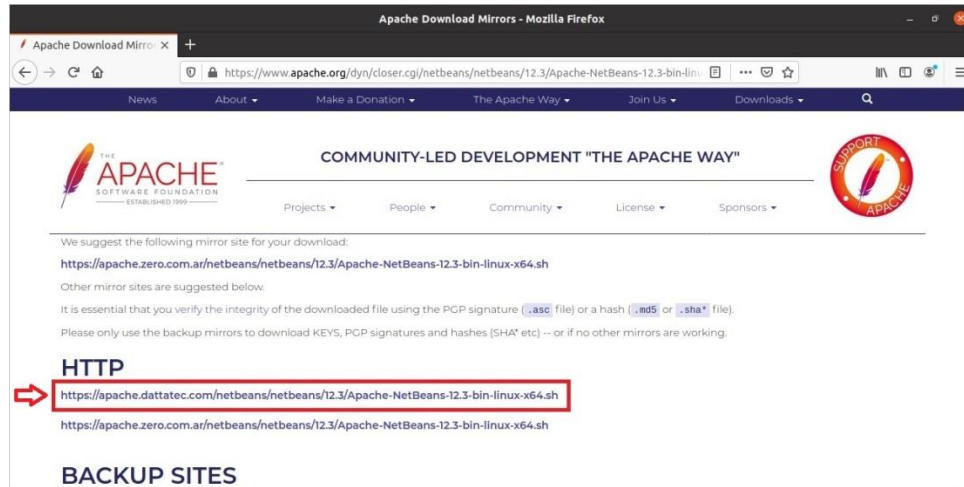 Apache Download Mirrors - Mozilla Firefox
Apache Download Mirror
https://www.apache.org/dyn/closer.cgi/netbeans/netbeans/12.3/Apache-NetBeans-12.3-bin-linu
News About Make a Donation The Apache Way Join Us Downloads
THE
APACHE®
SOFTWARE FOUNDATION
ESTABLISHED 1999
COMMUNITY-LED DEVELOPMENT "THE APACHE WAY"
SUPPORT
APACHE
Projects People Community License Sponsors
We suggest the following mirror site for your download:
https://apache.zero.com.ar/netbeans/netbeans/12.3/Apache-NetBeans-12.3-bin-linux-x64.sh
Other mirror sites are suggested below.
It is essential that you verify the integrity of the downloaded file using the PGP signature ( .asc file) or a hash ( .md5 or .sha* file).
Please only use the backup mirrors to download KEYS, PGP signatures and hashes (SHA* etc) -- or if no other mirrors are working.
HTTP
https://apache.dattatec.com/netbeans/netbeans/12.3/Apache-NetBeans-12.3-bin-linux-x64.sh
https://apache.zero.com.ar/netbeans/netbeans/12.3/Apache-NetBeans-12.3-bin-linux-x64.sh
BACKUP SITES